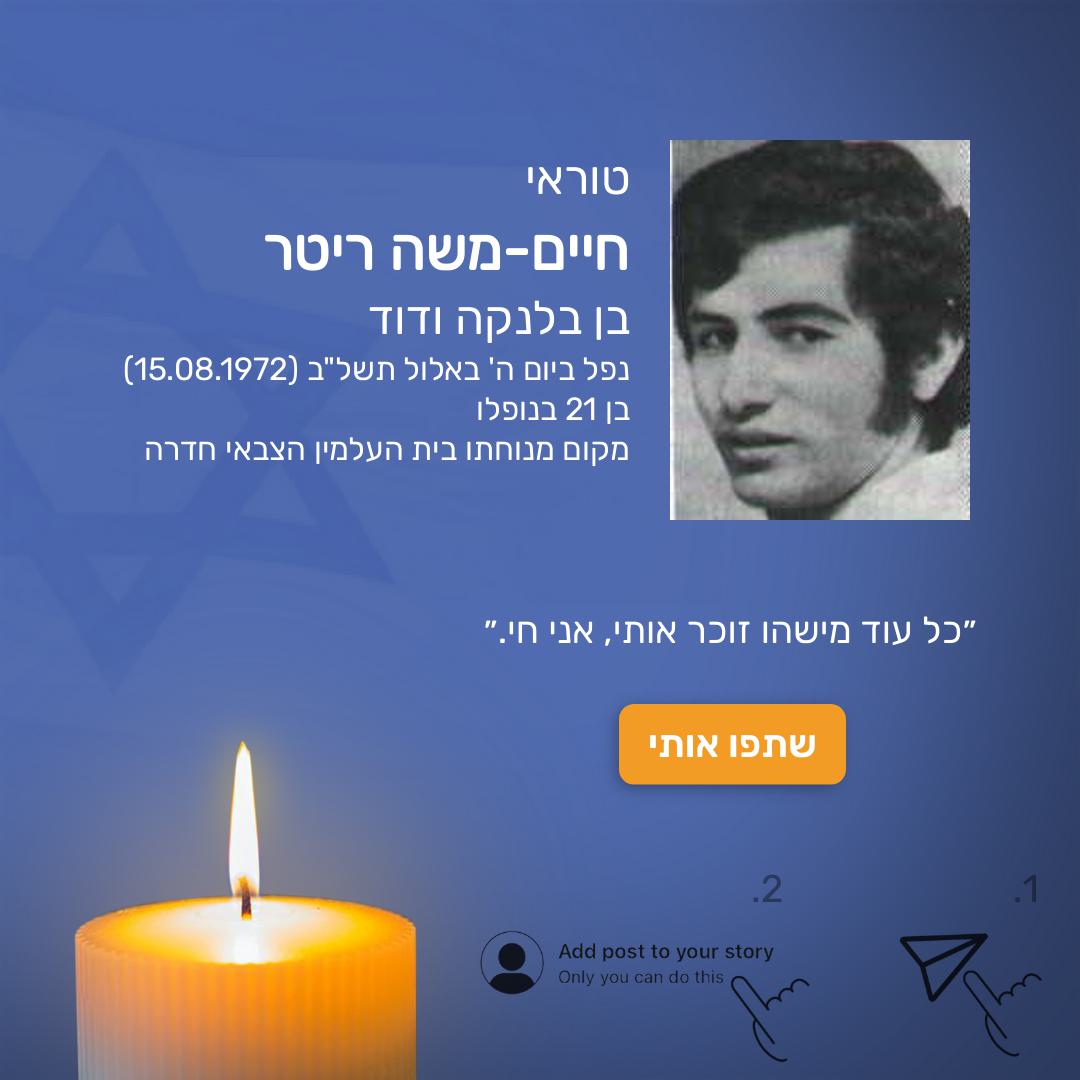 טוראי
חיים-משה ריטר
בן בלנקה ודוד
נפל ביום ה' באלול תשל"ב (15.08.1972)
בן 21 בנופלו
מקום מנוחתו בית העלמין הצבאי חדרה
״כל עוד מישהו זוכר אותי, אני חי.״
שתפו אותי
1.
2.
Add post to your story
Only you can do this